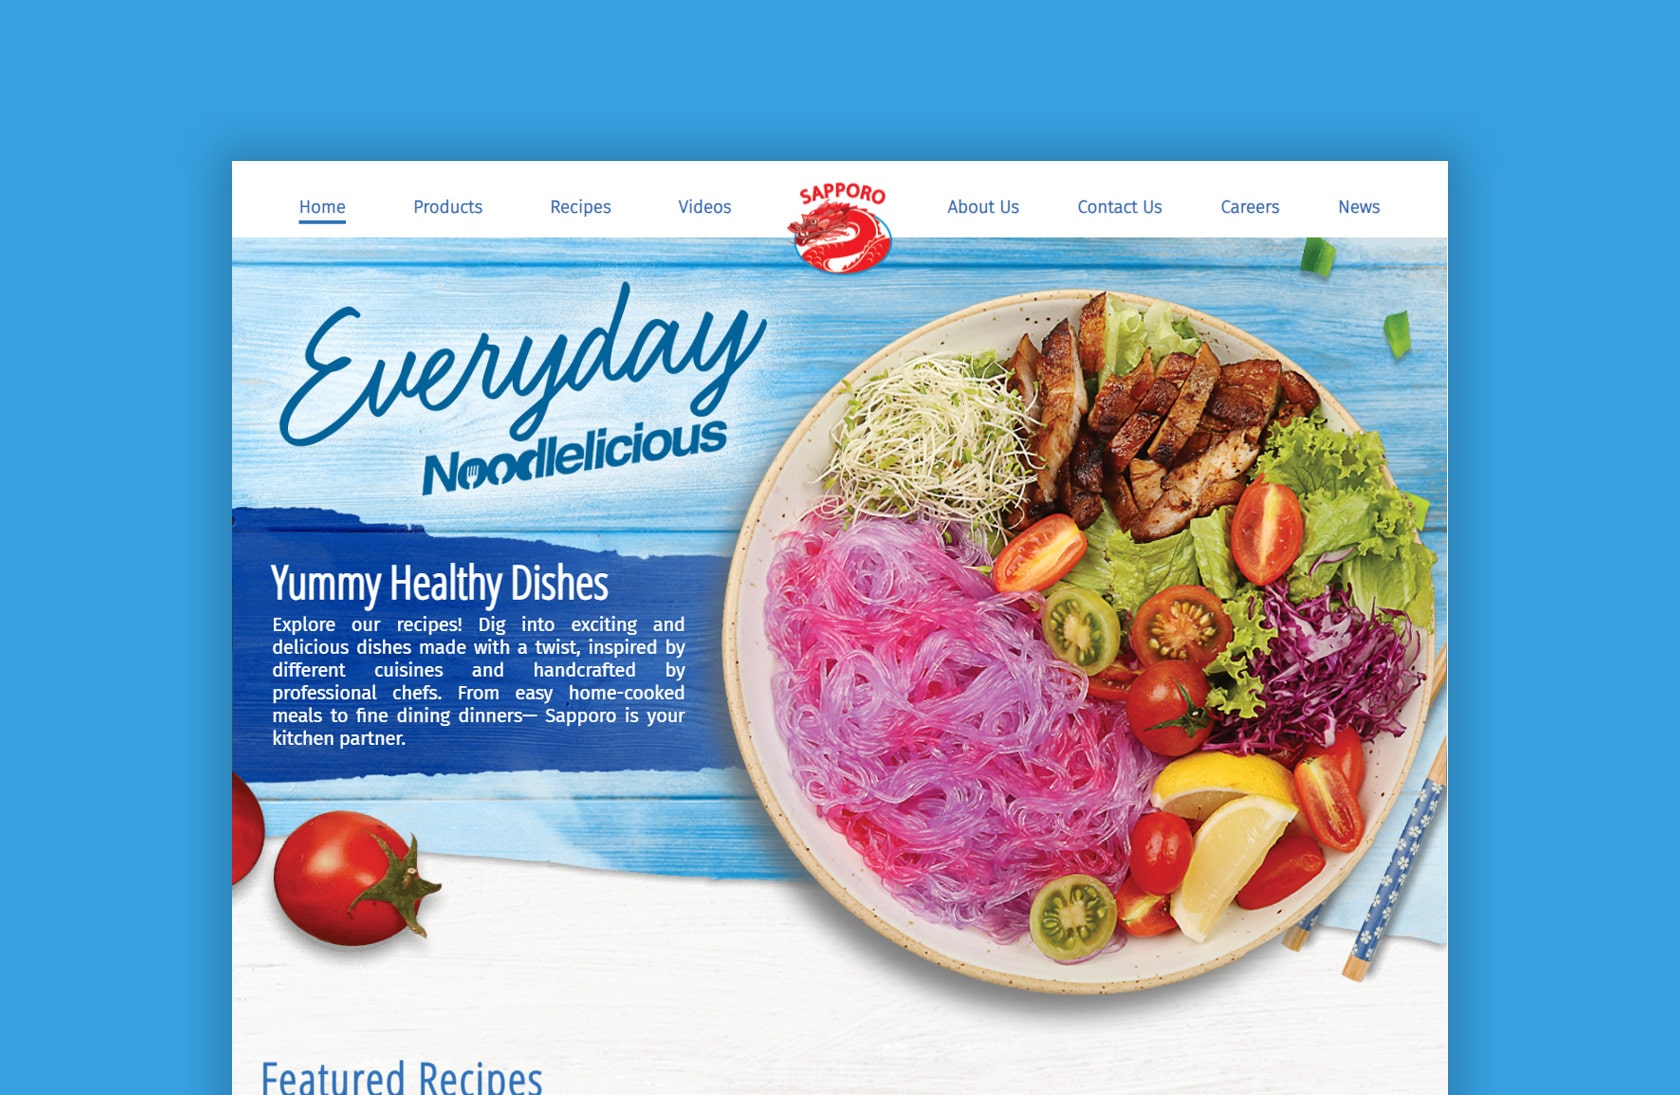 Home Products Recipes Videos SAPPORO About Us Contact Us Careers News
Everyday
Noodlelicious
Yummy Healthy Dishes
Explore our recipes! Dig into exciting and
delicious dishes made with a twist, inspired by
different cuisines and handcrafted by
professional chefs. From easy home-cooked
meals to fine dining dinners— Sapporo is your
kitchen partner.
Featured Recipes